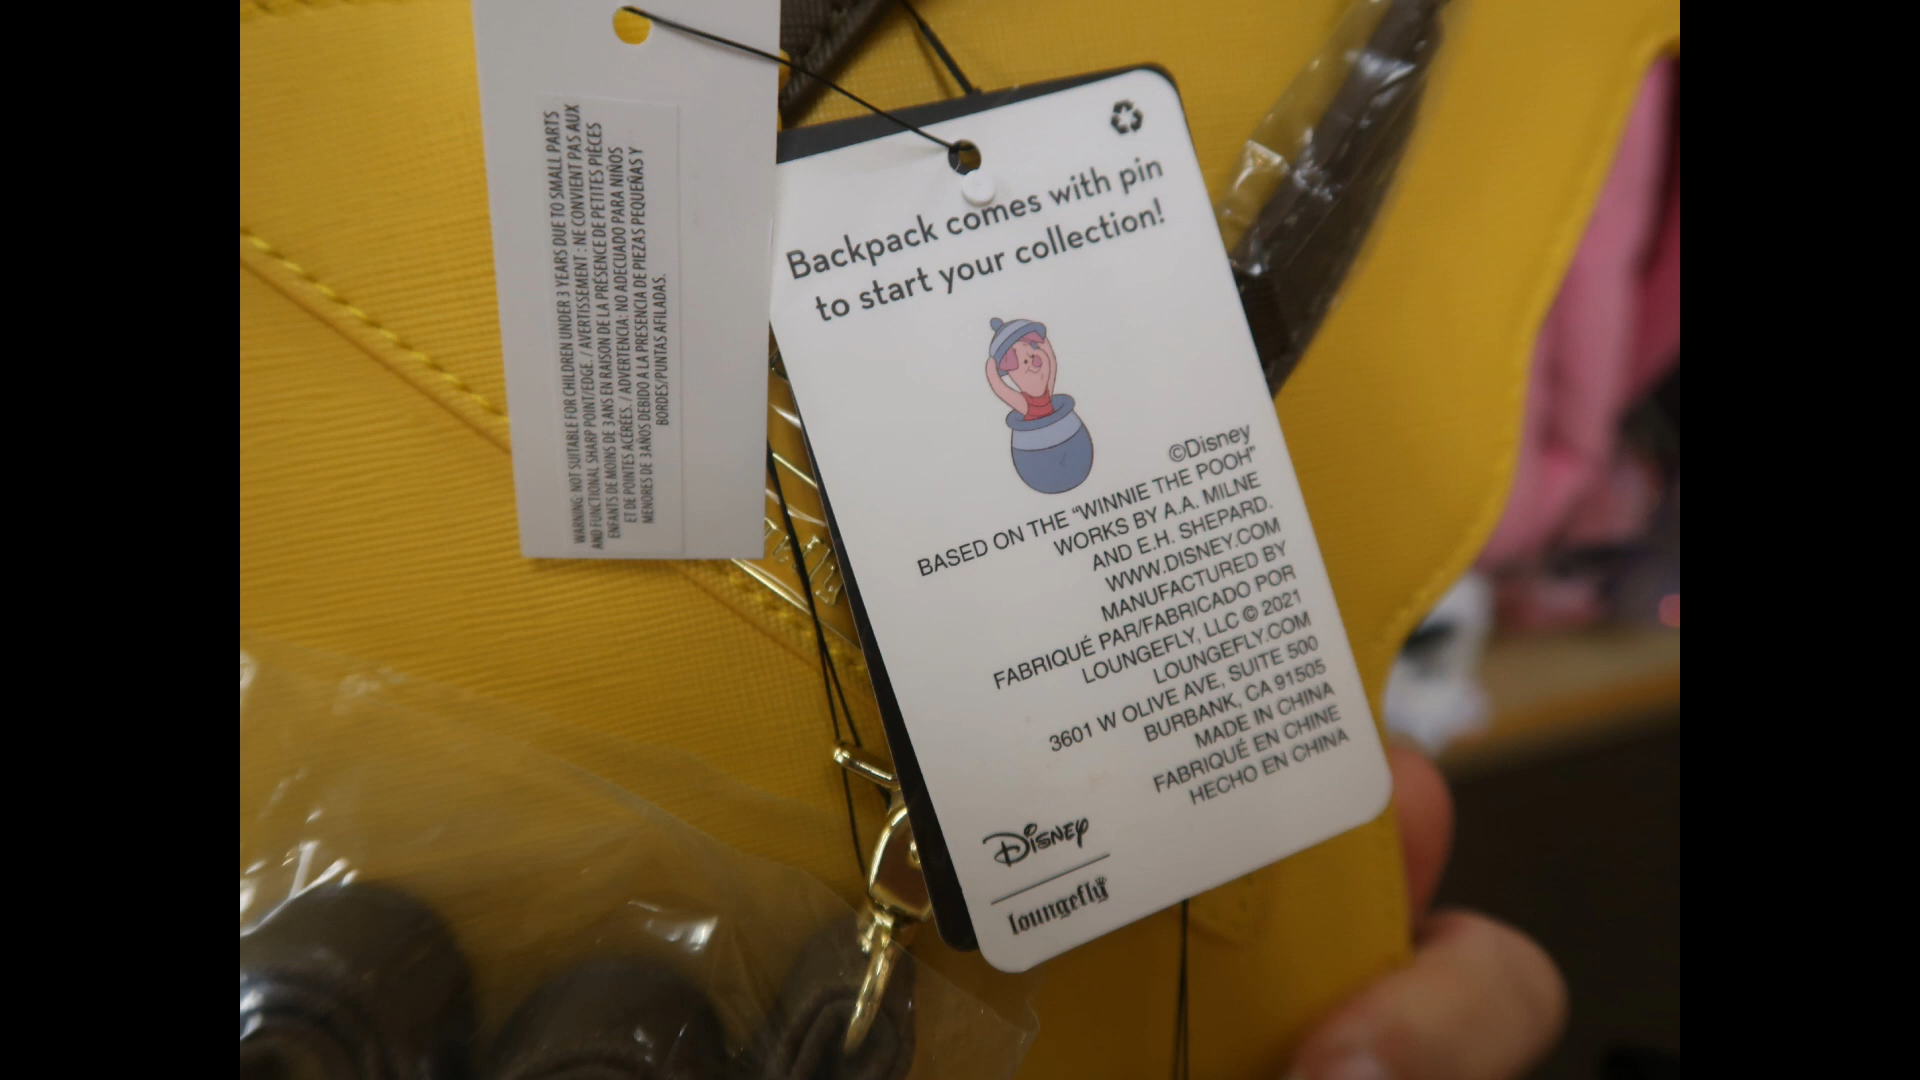 WARNING: NOT SUITABLE FOR CHILDREN UNDER 3 YEARS DUE TO SMALL PARTS
AND FUNCTIONAL SHARP POINT/EDGE. / AVERTISSEMENT : NE CONVIENT PAS AUX
ENFANTS DE MOINS DE 3 ANS EN RAISON DE LA PRÉSENCE DE PETITES PIÈCES
ET DE POINTES ACÉRÉES. / ADVERTENCIA: NO ADECUADO PARA NIÑOS
MENORES DE 3 AÑOS DEBIDO A LA PRESENCIA DE PIEZAS PEQUEÑAS Y
BORDES/PUNTAS AFILADAS.
Backpack comes with pin
to start your collection!
©Disney
BASED ON THE “WINNIE THE POOH”
WORKS BY A.A. MILNE
AND E.H. SHEPARD.
WWW.DISNEY.COM
MANUFACTURED BY
FABRIQUÉ PAR/FABRICADO POR
LOUNGEFLY, LLC © 2021
LOUNGEFLY.COM
3601 W OLIVE AVE, SUITE 500
BURBANK, CA 91505
MADE IN CHINA
FABRIQUÉ EN CHINE
HECHO EN CHINA
Disney
loungefly